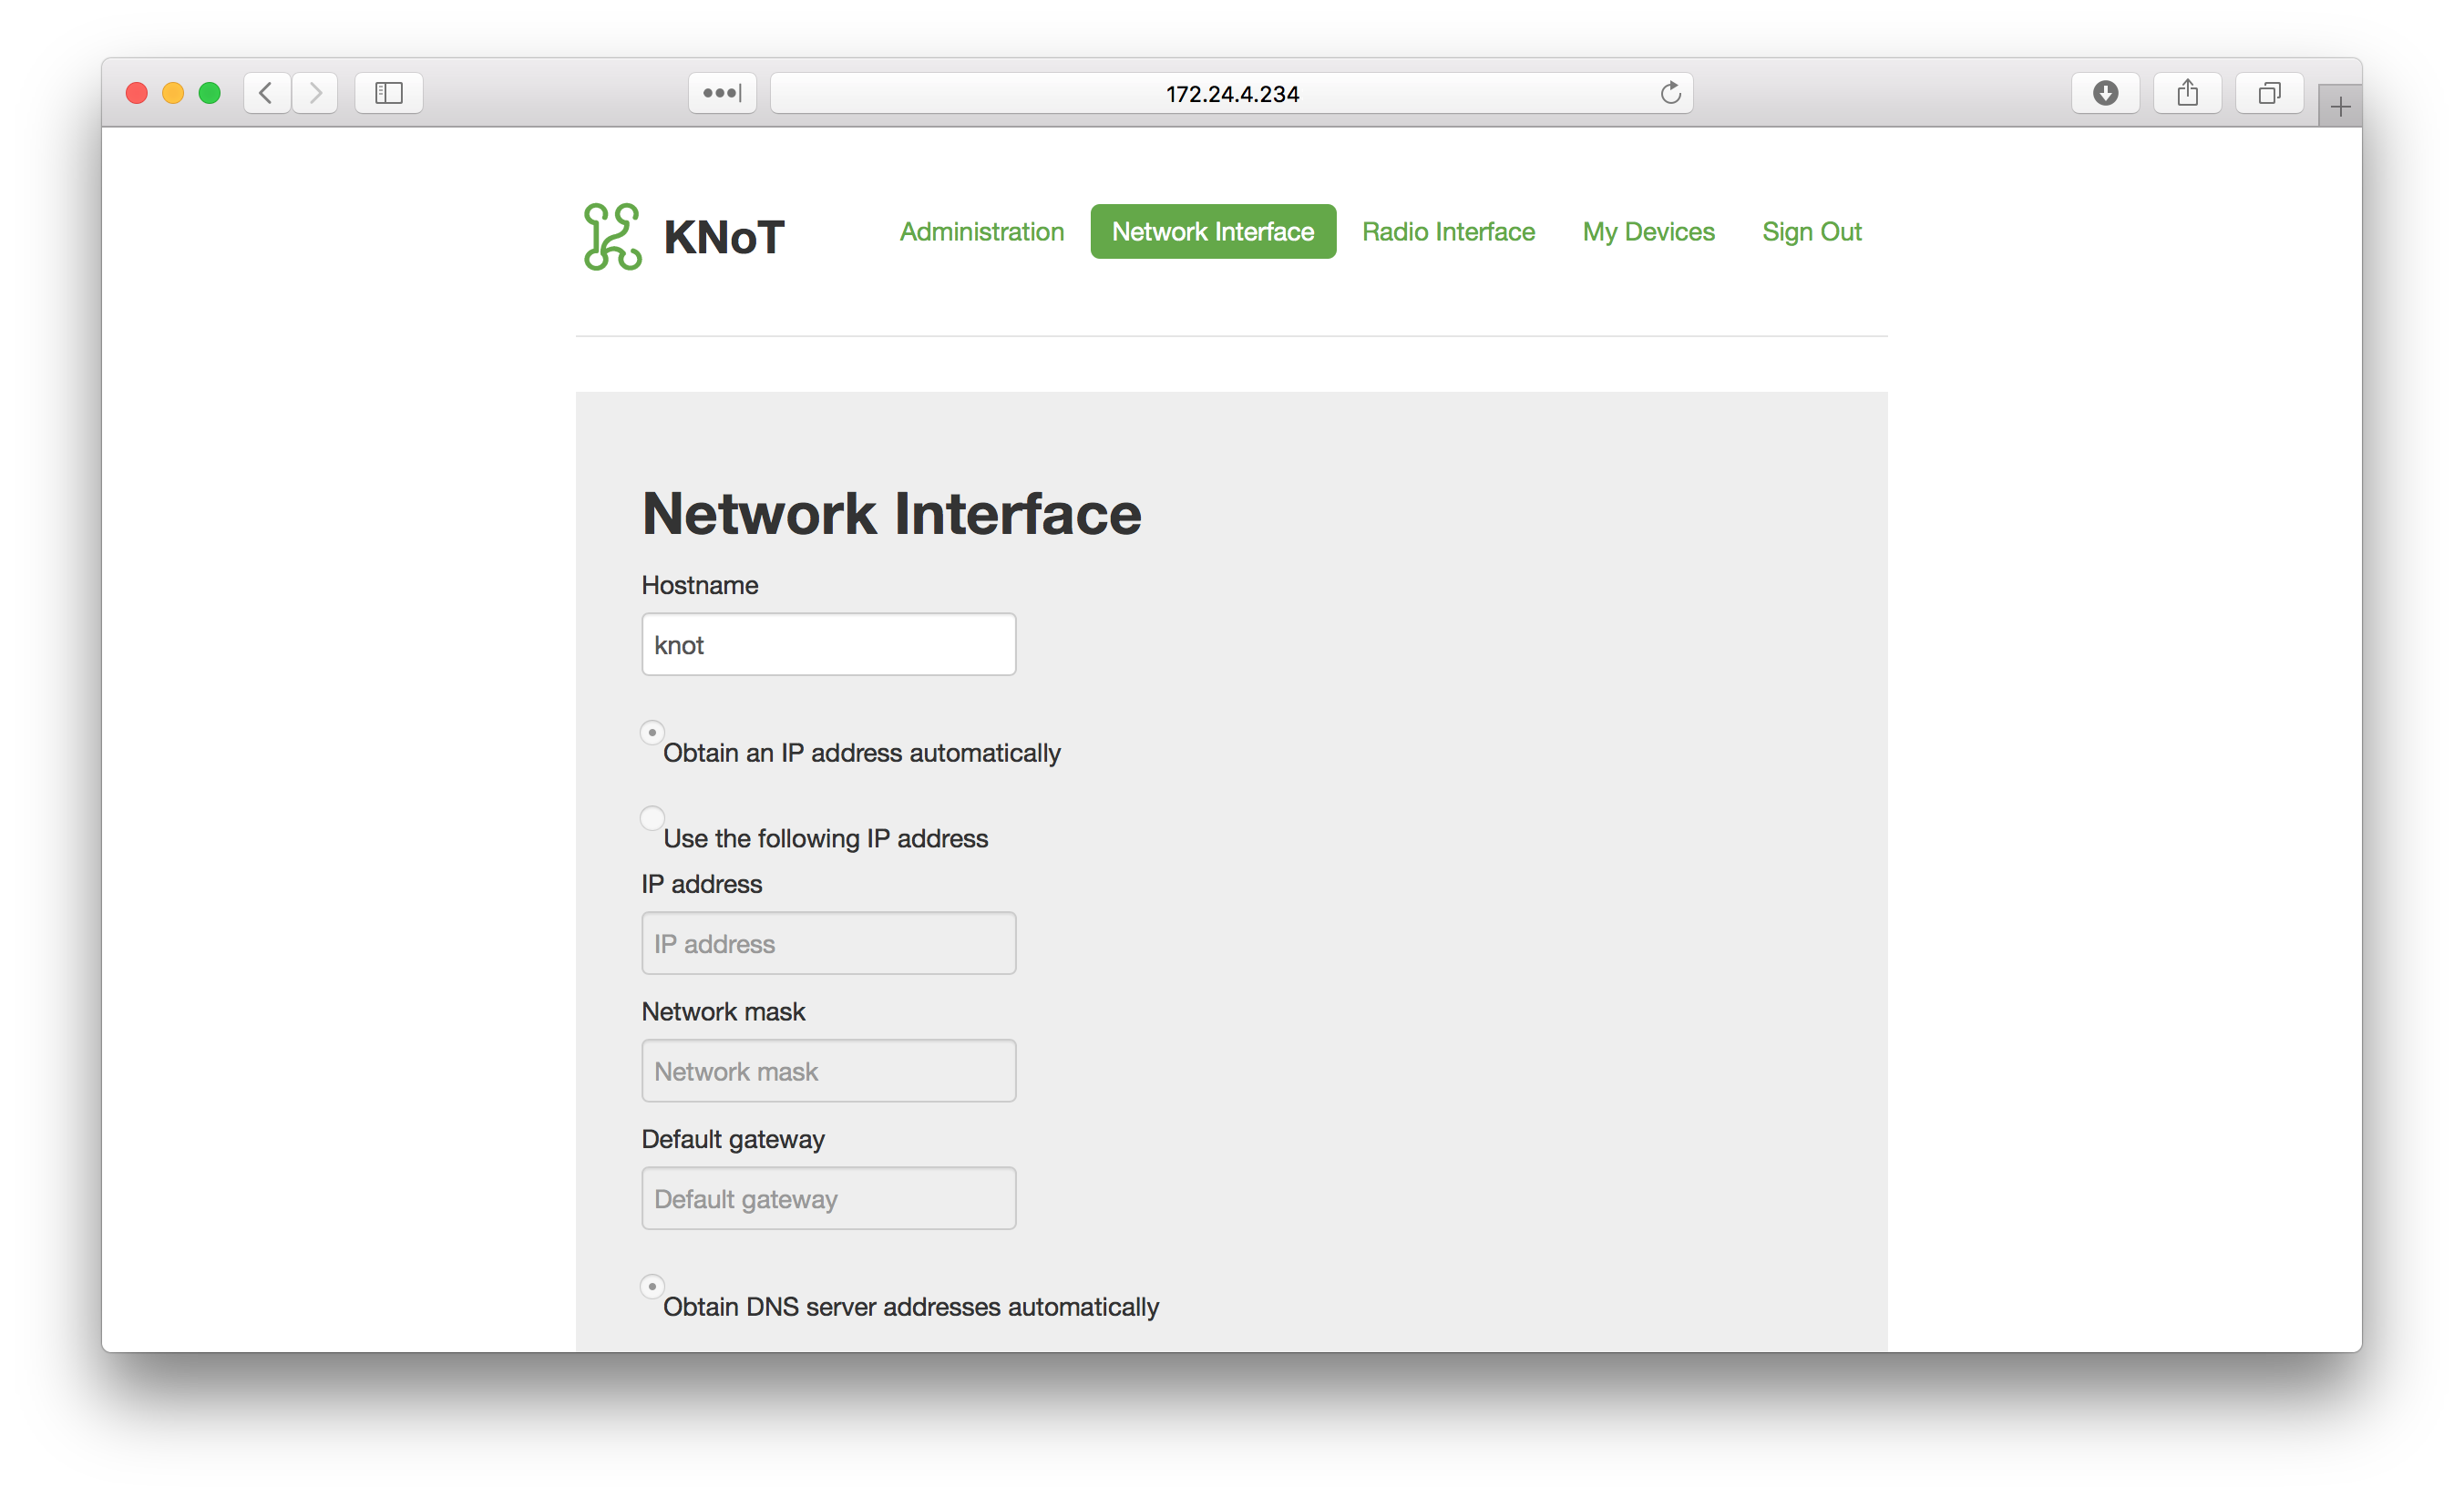 172.24.4.234
KNoT
Administration Network Interface Radio Interface My Devices Sign Out
Network Interface
Hostname
knot
Obtain an IP address automatically
Use the following IP address
IP address
IP address
Network mask
Network mask
Default gateway
Default gateway
Obtain DNS server addresses automatically